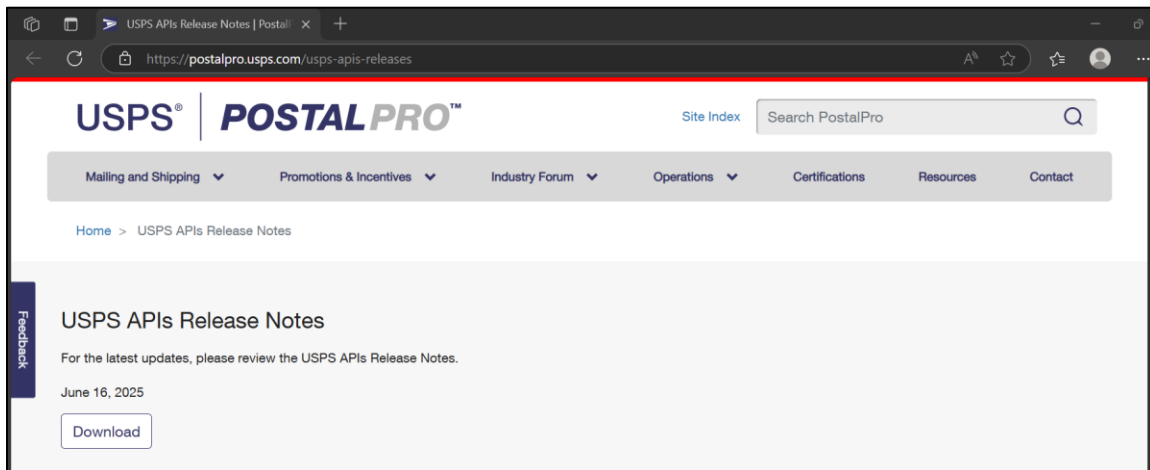 USPS APIs Release Notes | Postal
https://postalpro.usps.com/usps-apis-releases
USPS® | POSTALPRO™
Site Index
Search PostalPro
Mailing and Shipping
Promotions & Incentives
Industry Forum
Operations
Certifications
Resources
Contact
Home > USPS APIs Release Notes
Feedback
USPS APIs Release Notes
For the latest updates, please review the USPS APIs Release Notes.
June 16, 2025
Download